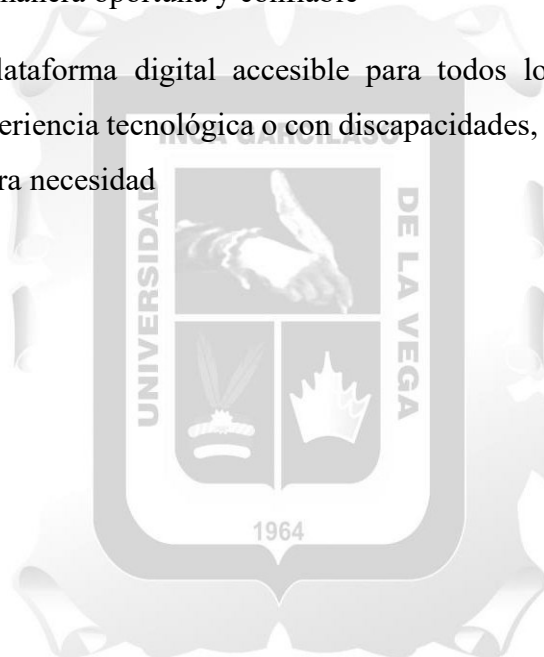 manera oportuna y confiable
plataforma digital accesible para todos lo
periencia tecnológica o con discapacidades,
ra necesidad
INCA GARCILASO
UNIVERSIDAD
DE LA VEGA
1964